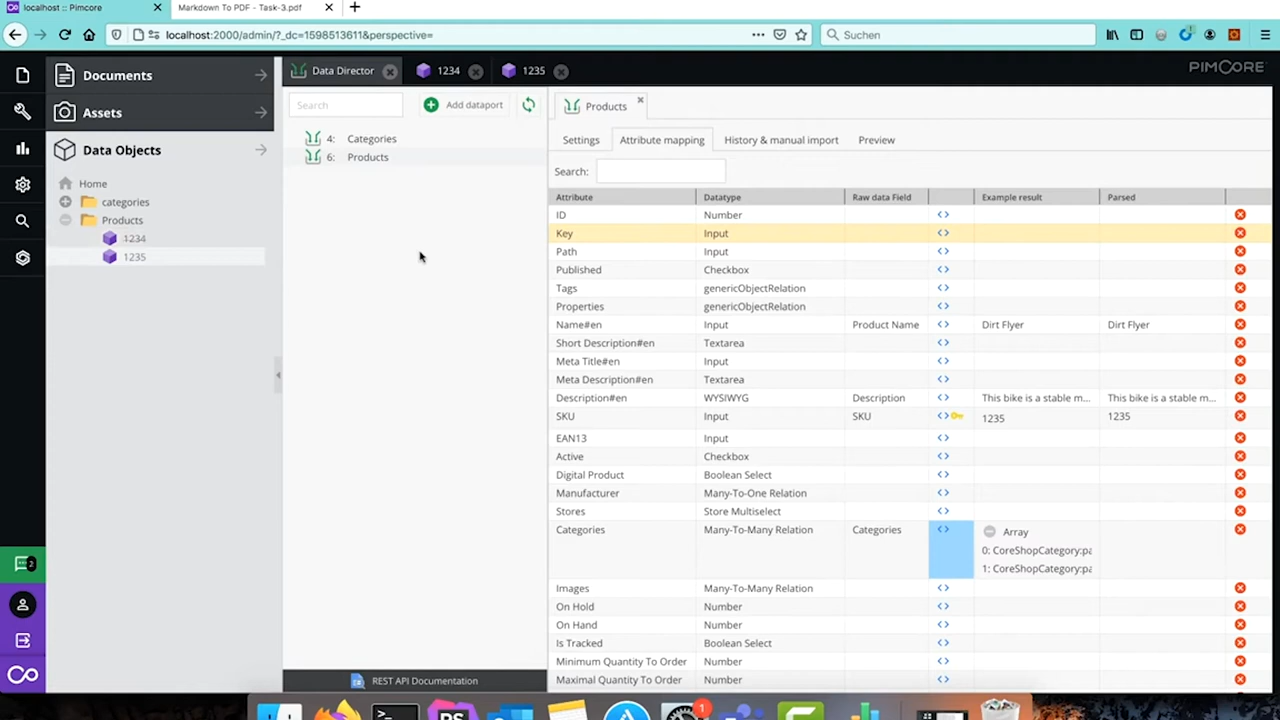 localhost :: Pimcore
Markdown To PDF - Task-3.pdf
localhost:2000/admin/?_dc=1598513611&perspective=
Suchen
Documents
Assets
Data Objects
Home
categories
Products
1234
1235
2
Data Director
1234
1235
PIMCORE
Search
Add dataport
4: Categories
6: Products
REST API Documentation
Products
Settings
Attribute mapping
History & manual import
Preview
Search:
Attribute Datatype Raw data Field Example result Parsed
ID Number
Key Input
Path Input
Published Checkbox
Tags genericObjectRelation
Properties genericObjectRelation
Name#en Input Product Name Dirt Flyer Dirt Flyer
Short Description#en Textarea
Meta Title#en Input
Meta Description#en Textarea
Description#en WYSIWYG Description This bike is a stable m... This bike is a stable m...
SKU Input SKU 1235 1235
EAN13 Input
Active Checkbox
Digital Product Boolean Select
Manufacturer Many-To-One Relation
Stores Store Multiselect
Categories Many-To-Many Relation Categories Array
0: CoreShopCategory:pa
1: CoreShopCategory:pa
Images Many-To-Many Relation
On Hold Number
On Hand Number
Is Tracked Boolean Select
Minimum Quantity To Order Number
Maximal Quantity To Order Number
PS
1